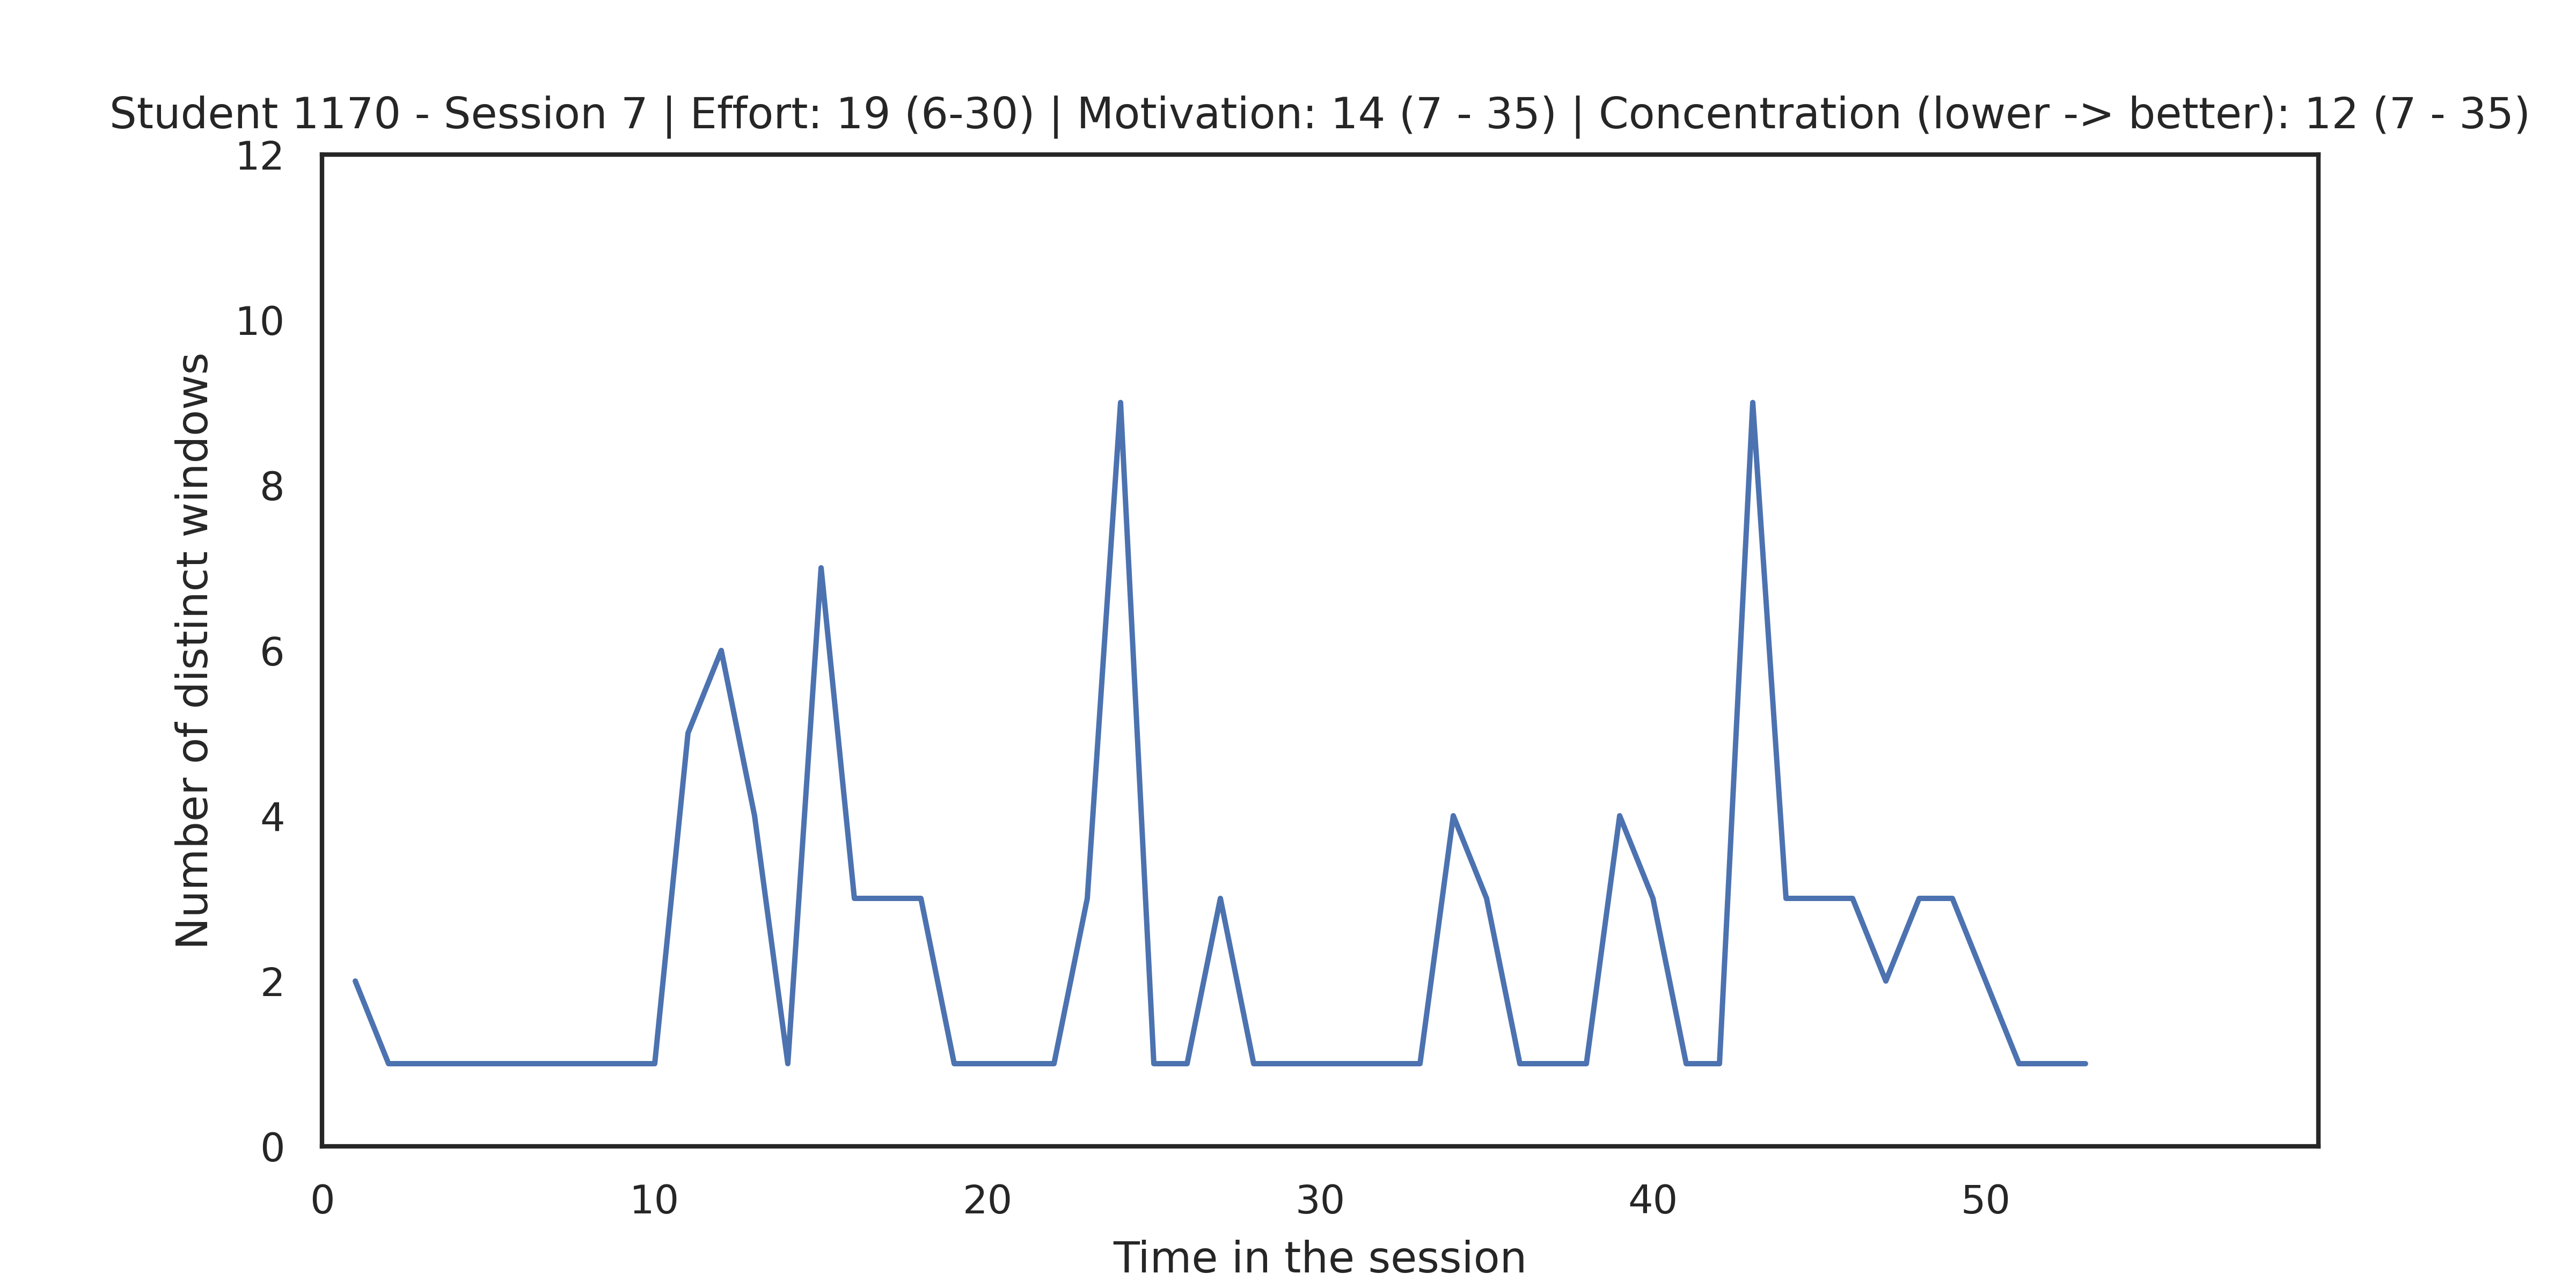 Student 1170 - Session 7 | Effort: 19 (6-30) | Motivation: 14 (7 - 35) | Concentration (lower -> better): 12 (7 - 35)
12
10
8
6
4
2
0
Number of distinct windows
0 10 20 30 40 50
Time in the session